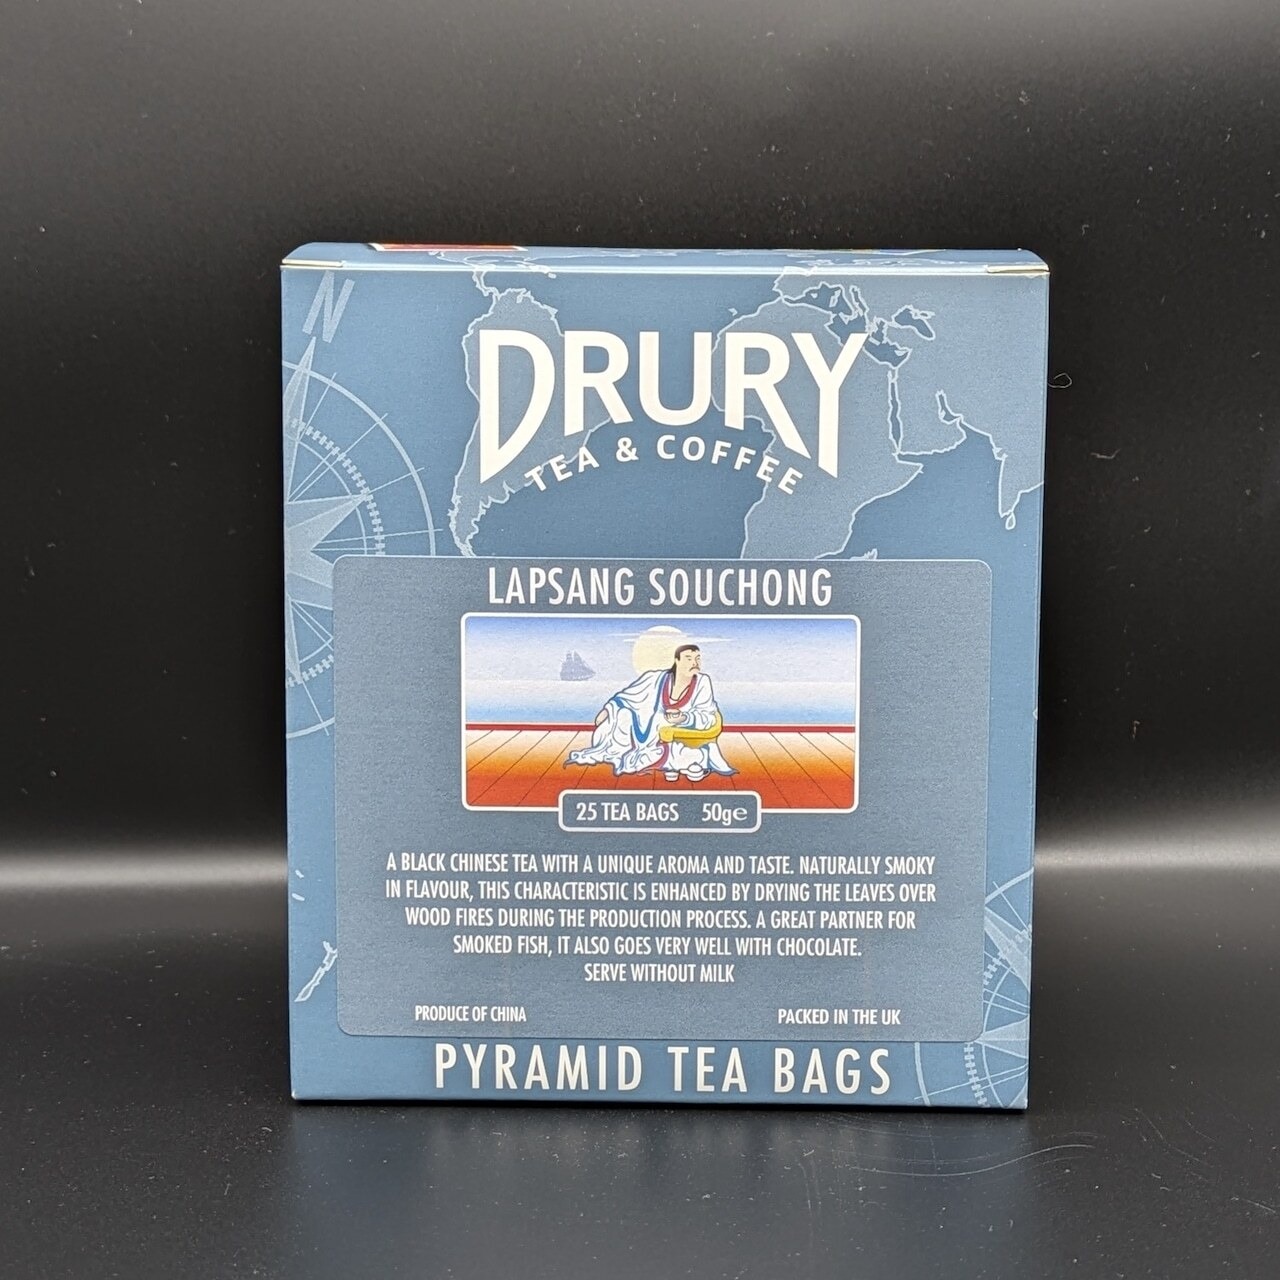 N
DRURY
TEA & COFFEE
LAPSANG SOUCHONG
25 TEA BAGS 50g℮
A BLACK CHINESE TEA WITH A UNIQUE AROMA AND TASTE. NATURALLY SMOKY
IN FLAVOUR, THIS CHARACTERISTIC IS ENHANCED BY DRYING THE LEAVES OVER
WOOD FIRES DURING THE PRODUCTION PROCESS. A GREAT PARTNER FOR
SMOKED FISH, IT ALSO GOES VERY WELL WITH CHOCOLATE.
SERVE WITHOUT MILK
PRODUCE OF CHINA
PACKED IN THE UK
PYRAMID TEA BAGS